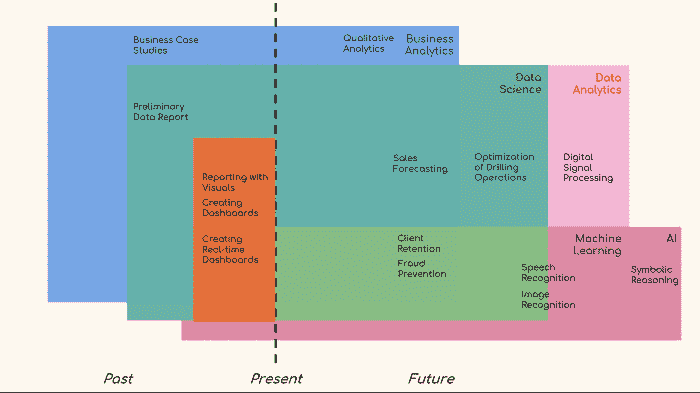 Business Case
Studies
Qualitative
Analytics
Business
Analytics
Preliminary
Data Report
Data
Science
Data
Analytics
Reporting with
Visuals
Creating
Dashboards
Creating
Real-time
Dashboards
Sales
Forecasting
Optimization
of Drilling
Operations
Digital
Signal
Processing
Client
Retention
Fraud
Prevention
Machine
Learning
AI
Speech
Recognition
Image
Recognition
Symbolic
Reasoning
Past
Present
Future